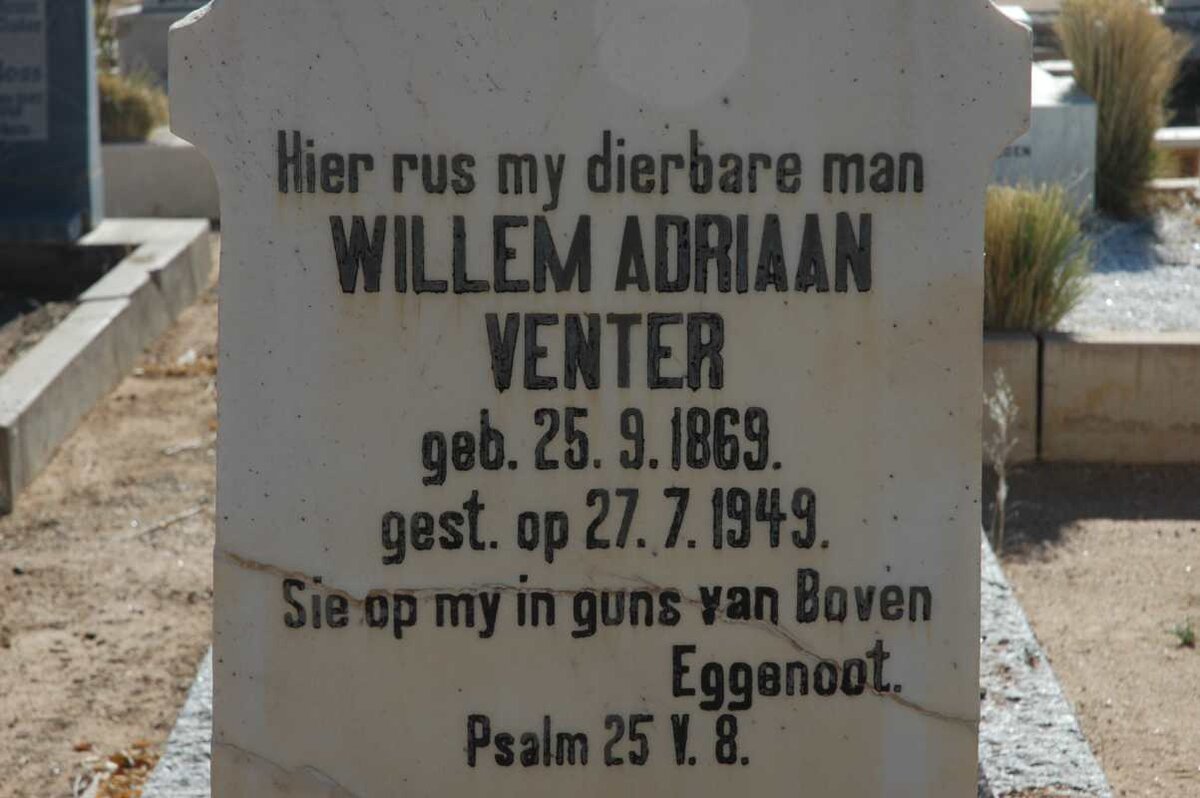 Hier rus my dierbare man
WILLEM ADRIAAN
VENTER
geb. 25. 9. 1869.
gest. op 27. 7. 1949.
Sie op my in guns van Boven
Eggenoot.
Psalm 25 V. 8.